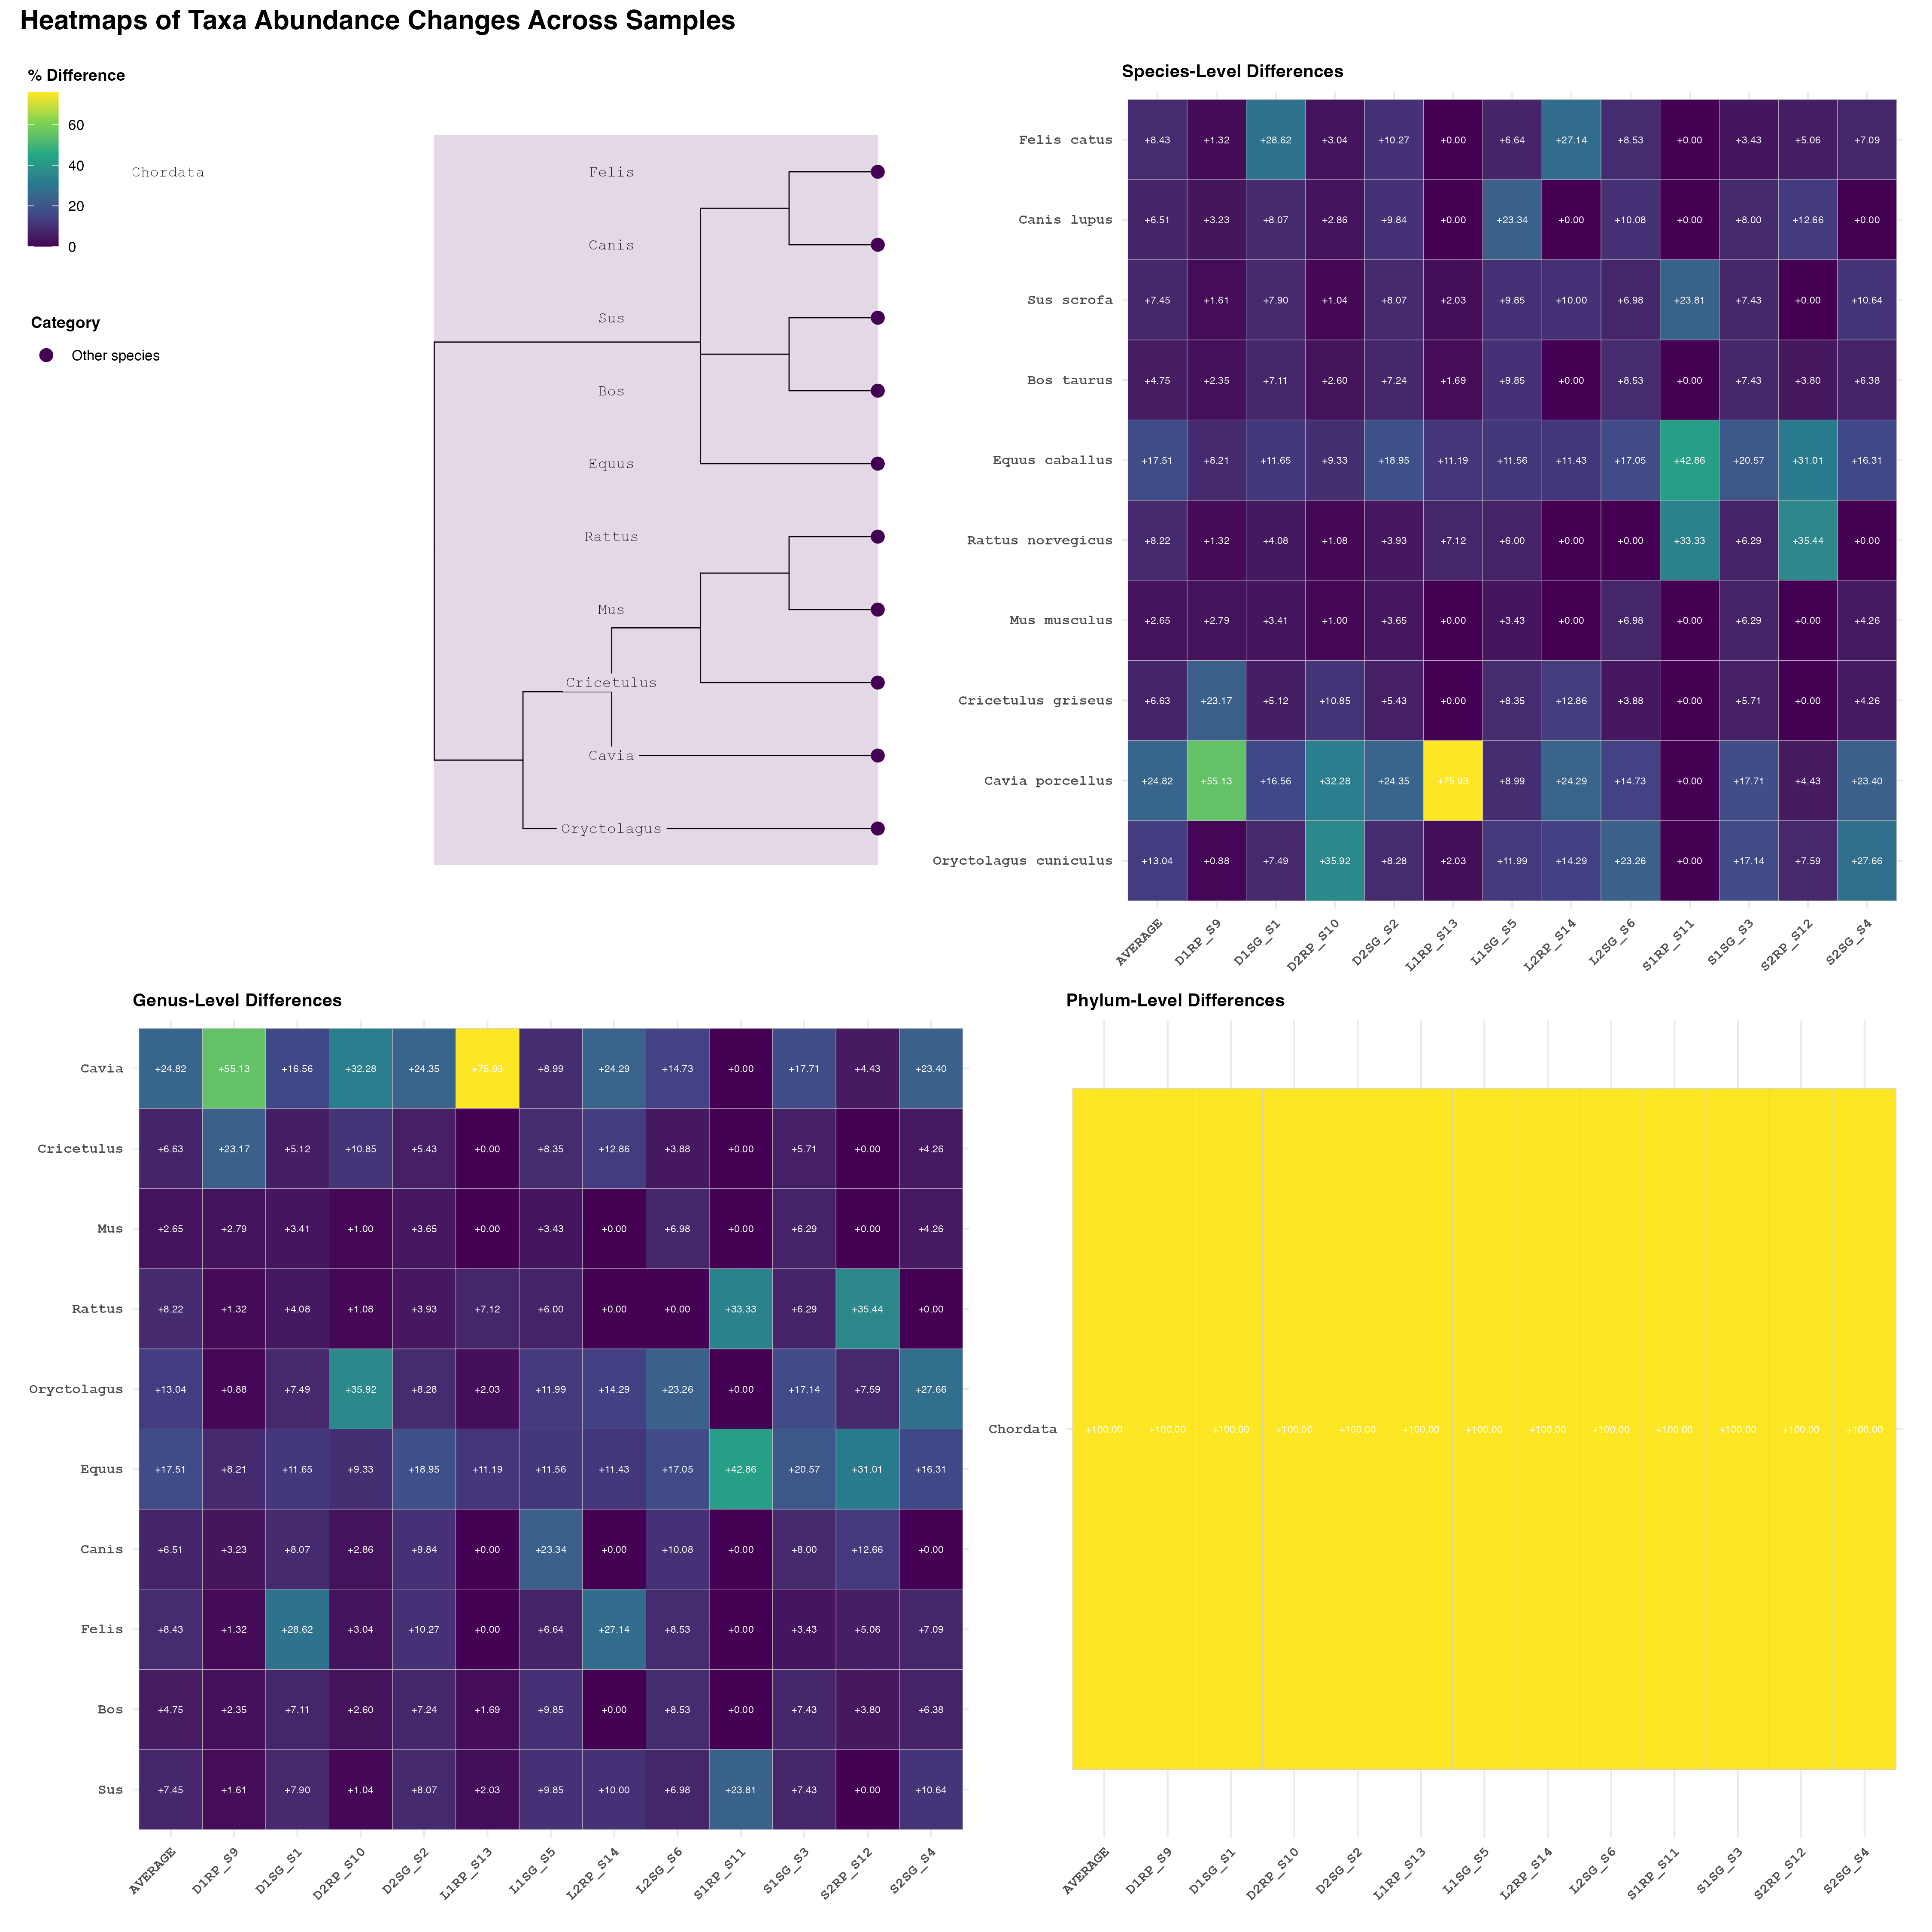 Heatmaps of Taxa Abundance Changes Across Samples
% Difference
60
40
20
0
Category
Other species
Chordata
Felis
Canis
Sus
Bos
Equus
Rattus
Mus
Cricetulus
Cavia
Oryctolagus
Species-Level Differences
Felis catus +8.43 +1.32 +28.62 +3.04 +10.27 +0.00 +6.64 +27.14 +8.53 +0.00 +3.43 +5.06 +7.09
Canis lupus +6.51 +3.23 +8.07 +2.86 +9.84 +0.00 +23.34 +0.00 +10.08 +0.00 +8.00 +12.66 +0.00
Sus scrofa +7.45 +1.61 +7.90 +1.04 +8.07 +2.03 +9.85 +10.00 +6.98 +23.81 +7.43 +0.00 +10.64
Bos taurus +4.75 +2.35 +7.11 +2.60 +7.24 +1.69 +9.85 +0.00 +8.53 +0.00 +7.43 +3.80 +6.38
Equus caballus +17.51 +8.21 +11.65 +9.33 +18.95 +11.19 +11.56 +11.43 +17.05 +42.86 +20.57 +31.01 +16.31
Rattus norvegicus +8.22 +1.32 +4.08 +1.08 +3.93 +7.12 +6.00 +0.00 +0.00 +33.33 +6.29 +35.44 +0.00
Mus musculus +2.65 +2.79 +3.41 +1.00 +3.65 +0.00 +3.43 +0.00 +6.98 +0.00 +6.29 +0.00 +4.26
Cricetulus griseus +6.63 +23.17 +5.12 +10.85 +5.43 +0.00 +8.35 +12.86 +3.88 +0.00 +5.71 +0.00 +4.26
Cavia porcellus +24.82 +55.13 +16.56 +32.28 +24.35 +75.93 +8.99 +24.29 +14.73 +0.00 +17.71 +4.43 +23.40
Oryctolagus cuniculus +13.04 +0.88 +7.49 +35.92 +8.28 +2.03 +11.99 +14.29 +23.26 +0.00 +17.14 +7.59 +27.66
AVERAGE D1RP_S9 D1SG_S1 D2RP_S10 D2SG_S2 L1RP_S13 L1SG_S5 L2RP_S14 L2SG_S6 S1RP_S11 S1SG_S3 S2RP_S12 S2SG_S4
Genus-Level Differences
Cavia +24.82 +55.13 +16.56 +32.28 +24.35 +75.93 +8.99 +24.29 +14.73 +0.00 +17.71 +4.43 +23.40
Cricetulus +6.63 +23.17 +5.12 +10.85 +5.43 +0.00 +8.35 +12.86 +3.88 +0.00 +5.71 +0.00 +4.26
Mus +2.65 +2.79 +3.41 +1.00 +3.65 +0.00 +3.43 +0.00 +6.98 +0.00 +6.29 +0.00 +4.26
Rattus +8.22 +1.32 +4.08 +1.08 +3.93 +7.12 +6.00 +0.00 +0.00 +33.33 +6.29 +35.44 +0.00
Oryctolagus +13.04 +0.88 +7.49 +35.92 +8.28 +2.03 +11.99 +14.29 +23.26 +0.00 +17.14 +7.59 +27.66
Equus +17.51 +8.21 +11.65 +9.33 +18.95 +11.19 +11.56 +11.43 +17.05 +42.86 +20.57 +31.01 +16.31
Canis +6.51 +3.23 +8.07 +2.86 +9.84 +0.00 +23.34 +0.00 +10.08 +0.00 +8.00 +12.66 +0.00
Felis +8.43 +1.32 +28.62 +3.04 +10.27 +0.00 +6.64 +27.14 +8.53 +0.00 +3.43 +5.06 +7.09
Bos +4.75 +2.35 +7.11 +2.60 +7.24 +1.69 +9.85 +0.00 +8.53 +0.00 +7.43 +3.80 +6.38
Sus +7.45 +1.61 +7.90 +1.04 +8.07 +2.03 +9.85 +10.00 +6.98 +23.81 +7.43 +0.00 +10.64
AVERAGE D1RP_S9 D1SG_S1 D2RP_S10 D2SG_S2 L1RP_S13 L1SG_S5 L2RP_S14 L2SG_S6 S1RP_S11 S1SG_S3 S2RP_S12 S2SG_S4
Phylum-Level Differences
Chordata +100.00 +100.00 +100.00 +100.00 +100.00 +100.00 +100.00 +100.00 +100.00 +100.00 +100.00 +100.00 +100.00
AVERAGE D1RP_S9 D1SG_S1 D2RP_S10 D2SG_S2 L1RP_S13 L1SG_S5 L2RP_S14 L2SG_S6 S1RP_S11 S1SG_S3 S2RP_S12 S2SG_S4